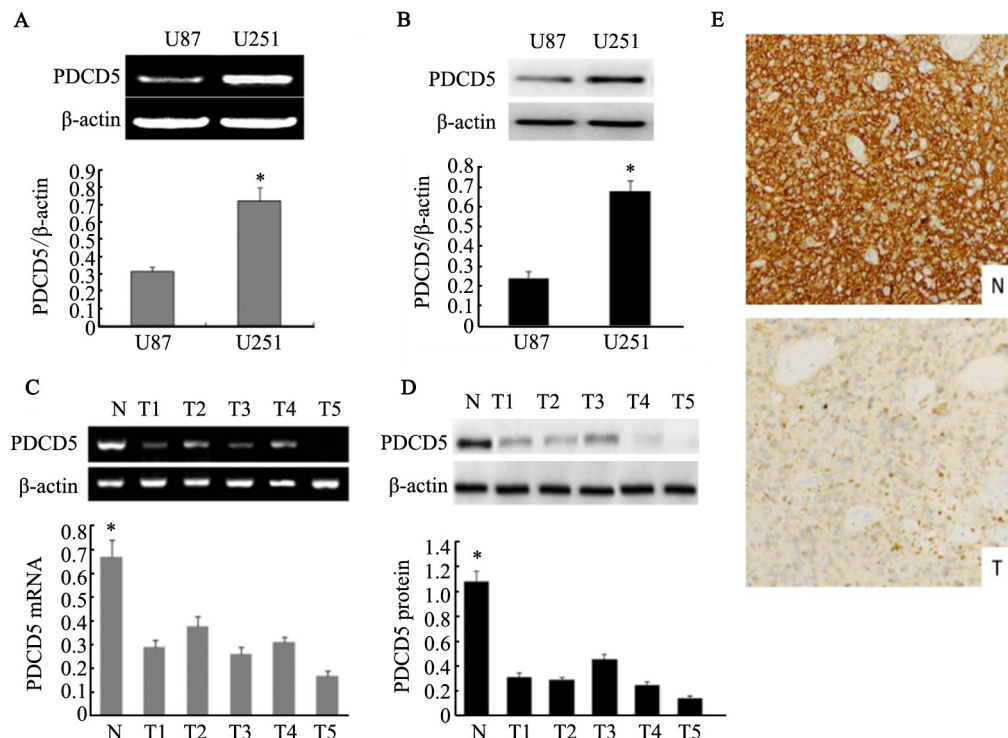 A
U87 U251
PDCD5
β-actin
PDCD5/β-actin
0.9
0.8
0.7
0.6
0.5
0.4
0.3
0.2
0.1
0
*
U87 U251
B
U87 U251
PDCD5
β-actin
PDCD5/β-actin
0.8
0.7
0.6
0.5
0.4
0.3
0.2
0.1
0
*
U87 U251
E
N
T
C
N T1 T2 T3 T4 T5
PDCD5
β-actin
PDCD5 mRNA
0.8
0.7
0.6
0.5
0.4
0.3
0.2
0.1
0
*
N T1 T2 T3 T4 T5
D
N T1 T2 T3 T4 T5
PDCD5
β-actin
PDCD5 protein
1.4
1.2
1.0
0.8
0.6
0.4
0.2
0
*
N T1 T2 T3 T4 T5